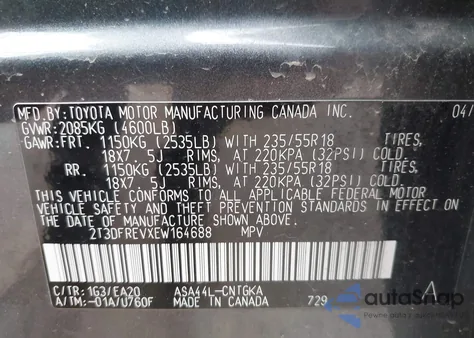 MFD.BY:TOYOTA MOTOR MANUFACTURING CANADA INC. 04/
GVWR: 2085KG (4600LB)
GAWR:FRT. 1150KG (2535LB) WITH 235/55R18 TIRES,
18X7. 5J RIMS, AT 220KPA (32PSI) COLD.
RR. 1150KG (2535LB) WITH 235/55R18 TIRES,
18X7. 5J RIMS, AT 220KPA (32PSI) COLD.
THIS VEHICLE CONFORMS TO ALL APPLICABLE FEDERAL MOTOR
VEHICLE SAFETY STANDARDS IN EFFECT ON
THE DATE OF MANUFACTURE SHOWN ABOVE.
2T3DFREVXEW164688 MPV
C/TR:1G3/EA20 ASA44L-CNTGKA A
A/TM:-01A/U760F MADE IN CANADA 729
autoSnap